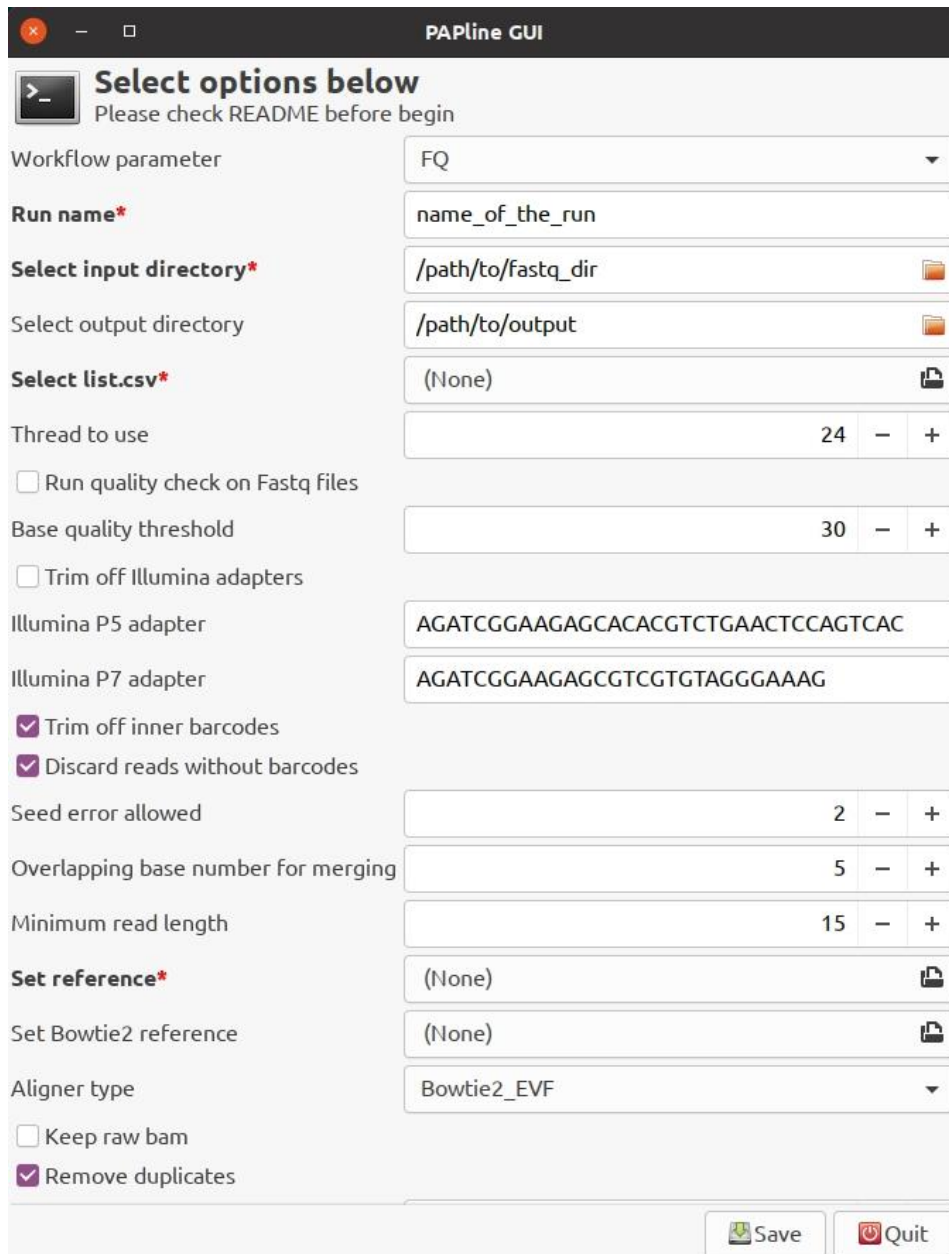 PAPline GUI
Select options below
Please check README before begin
Workflow parameter FQ
Run name* name_of_the_run
Select input directory* /path/to/fastq_dir
Select output directory /path/to/output
Select list.csv* (None)
Thread to use 24 − +
Run quality check on Fastq files
Base quality threshold 30 − +
Trim off Illumina adapters
Illumina P5 adapter AGATCGGAAGAGCACACGTCTGAACTCCAGTCAC
Illumina P7 adapter AGATCGGAAGAGCGTCGTGTAGGGAAAG
Trim off inner barcodes
Discard reads without barcodes
Seed error allowed 2 − +
Overlapping base number for merging 5 − +
Minimum read length 15 − +
Set reference* (None)
Set Bowtie2 reference (None)
Aligner type Bowtie2_EVF
Keep raw bam
Remove duplicates
Save Quit